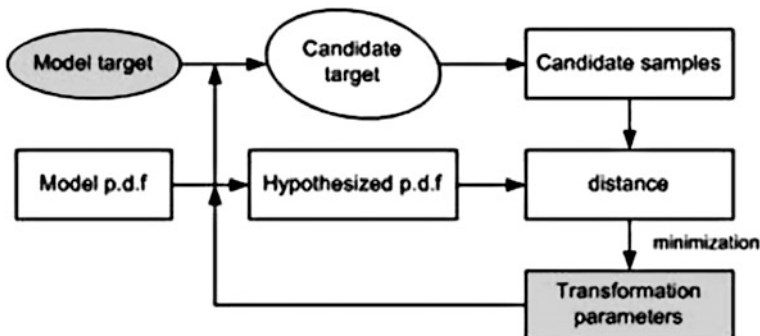 Model target
Candidate
target
Candidate samples
Model p.d.f
Hypothesized p.d.f
distance
minimization
Transformation
parameters